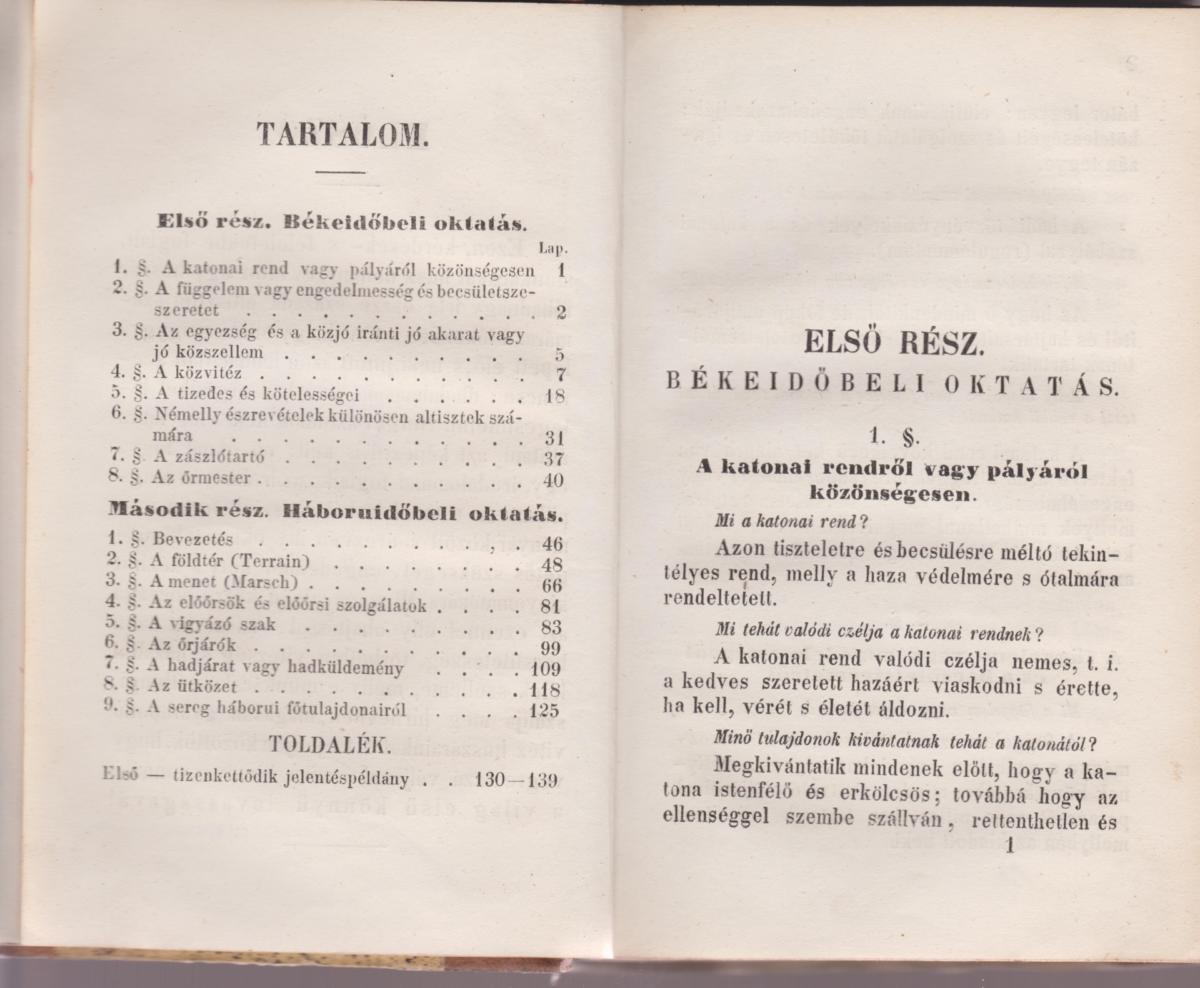 TARTALOM.
Első rész. Békeidőbeli oktatás.
Lap.
1. §. A katonai rend vagy pályáról közönségesen 1
2. §. A függelem vagy engedelmesség és becsületsze-
szeretet . . . . . . . . . . . . 2
3. §. Az egyezség és a közjó iránti jó akarat vagy
jó közszellem . . . . . . . . . . 5
4. §. A közvitéz . . . . . . . . . . . 7
5. §. A tizedes és kötelességei . . . . . . 18
6. §. Némelly észrevételek különösen altisztek szá-
mára . . . . . . . . . . . . 31
7. §. A zászlótartó . . . . . . . . . . 37
8. §. Az őrmester . . . . . . . . . . . 40
Második rész. Háboruidőbeli oktatás.
1. §. Bevezetés . . . . . . . . . . . 46
2. §. A földtér (Terrain) . . . . . . . . 48
3. §. A menet (Marsch) . . . . . . . . . 66
4. §. Az előőrsök és előőrsi szolgálatok . . . . 81
5. §. A vigyázó szak . . . . . . . . . 83
6. §. Az őrjárók . . . . . . . . . . . 99
7. §. A hadjárat vagy hadküldemény . . . . 109
8. §. Az ütközet . . . . . . . . . . . 118
9. §. A sereg háborui főtulajdonairól . . . . 125
TOLDALÉK.
Első — tizenkettődik jelentéspéldány . . 130—139
ELSŐ RÉSZ.
BÉKEIDŐBELI OKTATÁS.
1. §.
A katonai rendről vagy pályáról
közönségesen.
Mi a katonai rend?
Azon tiszteletre és becsülésre méltó tekin-
télyes rend, melly a haza védelmére s ótalmára
rendeltetett.
Mi tehát valódi czélja a katonai rendnek?
A katonai rend valódi czélja nemes, t. i.
a kedves szeretett hazáért viaskodni s érette,
ha kell, vérét s életét áldozni.
Minő tulajdonok kivántatnak tehát a katonától?
Megkivántatik mindenek előtt, hogy a ka-
tona istenfélő és erkölcsös; továbbá hogy az
ellenséggel szembe szállván, rettenthetlen és
1